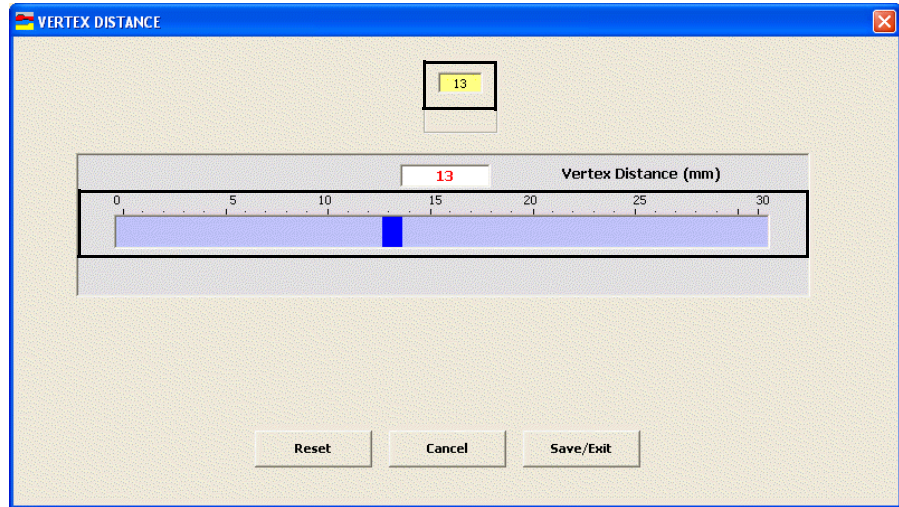 VERTEX DISTANCE
13
13 Vertex Distance (mm)
0 5 10 15 20 25 30
Reset Cancel Save/Exit